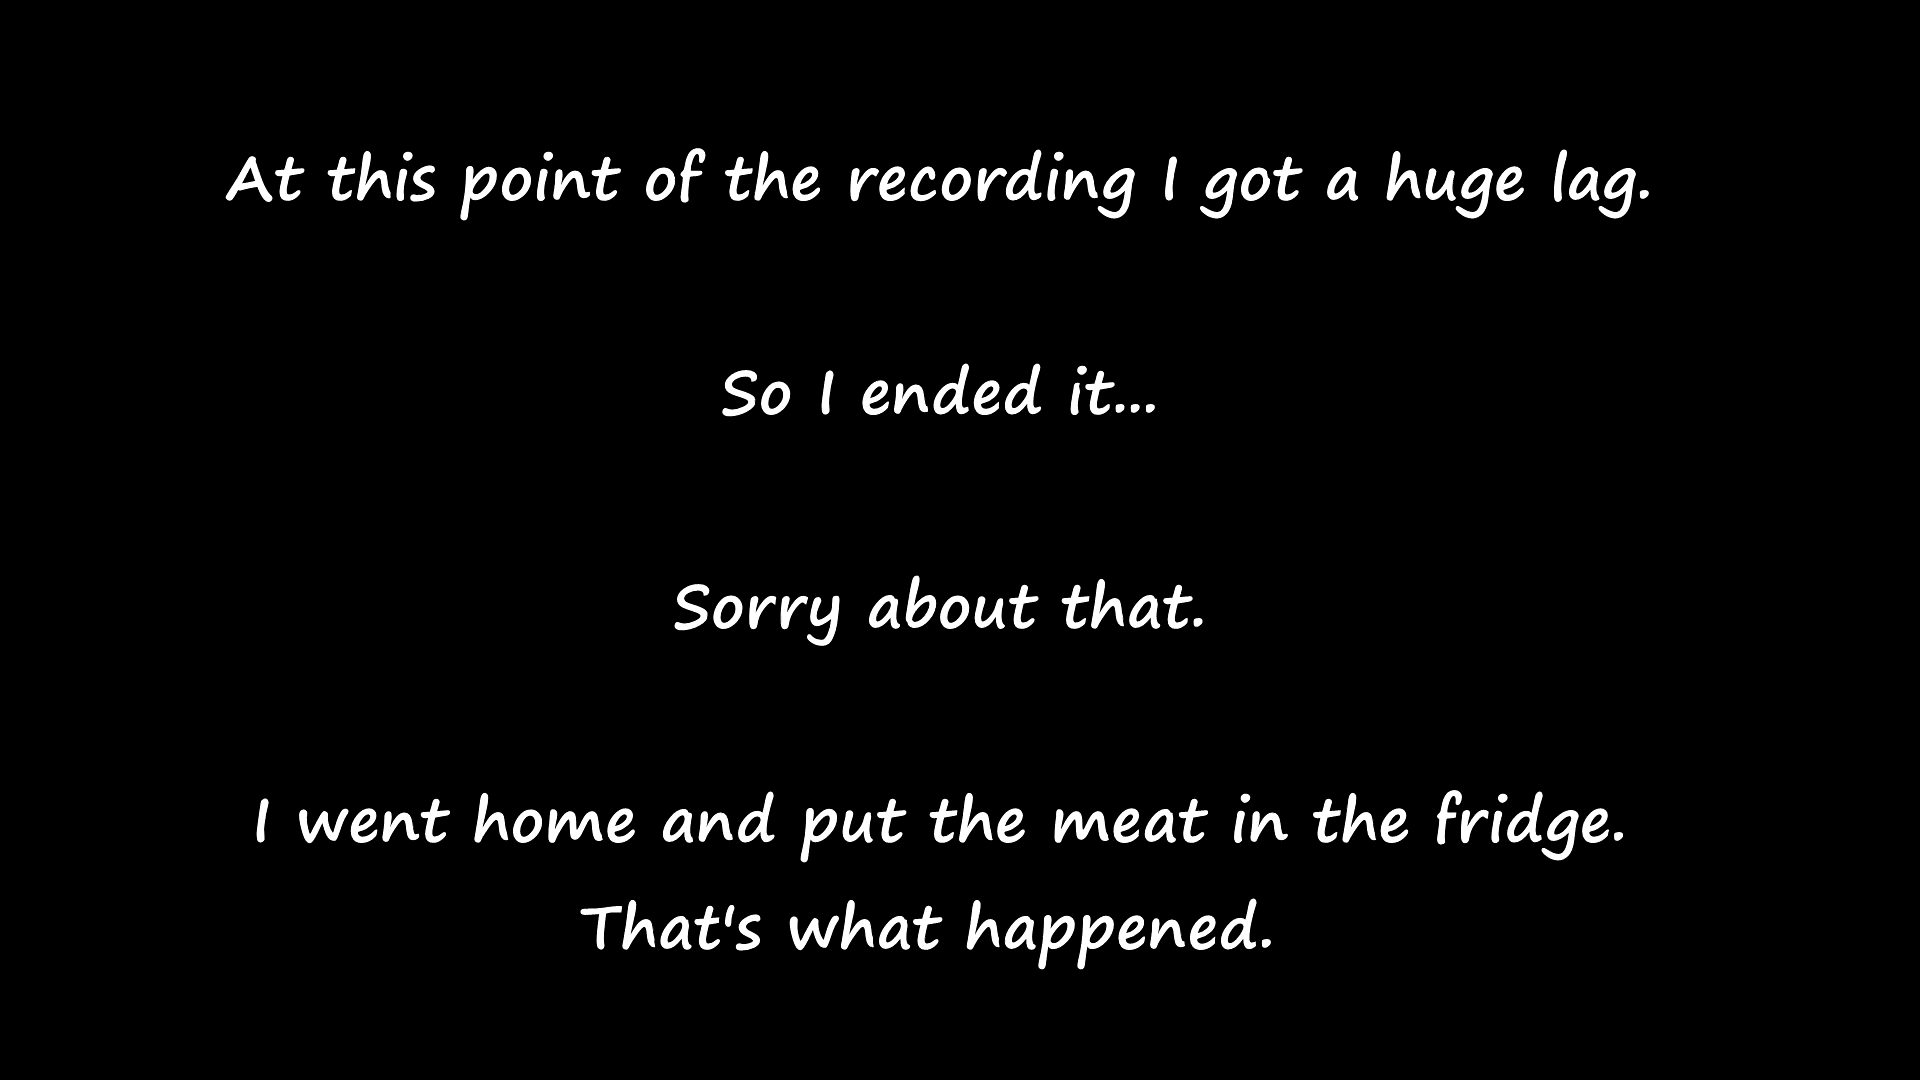 At this point of the recording I got a huge lag.
So I ended it...
Sorry about that.
I went home and put the meat in the fridge.
That's what happened.